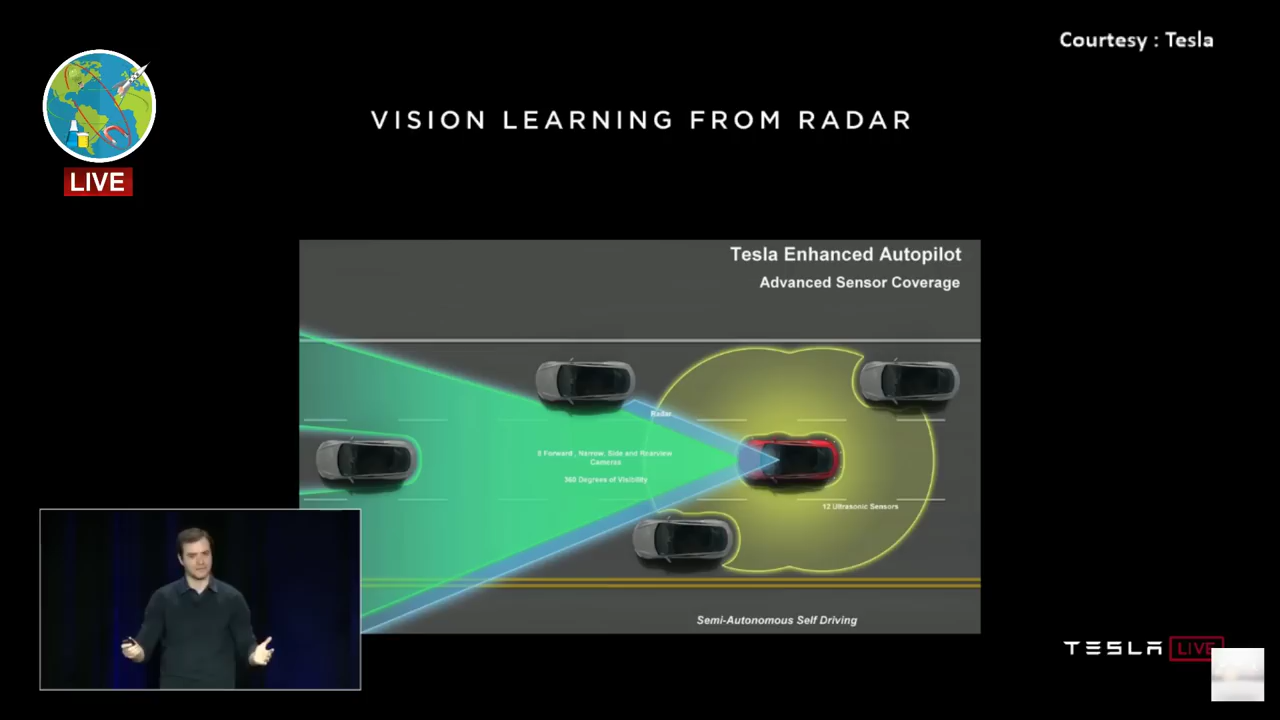 Courtesy : Tesla
VISION LEARNING FROM RADAR
LIVE
Tesla Enhanced Autopilot
Advanced Sensor Coverage
Radar
8 Forward , Narrow, Side and Rearview
Cameras
360 Degrees of Visibility
12 Ultrasonic Sensors
Semi-Autonomous Self Driving
TESLA LIVE